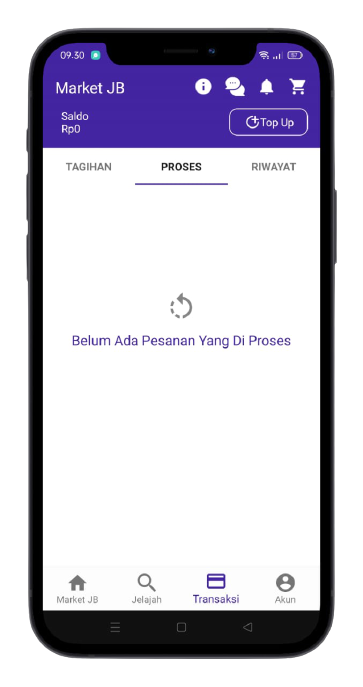 09.30
Market JB
Saldo
Rp0
Top Up
TAGIHAN PROSES RIWAYAT
Belum Ada Pesanan Yang Di Proses
Market JB Jelajah Transaksi Akun